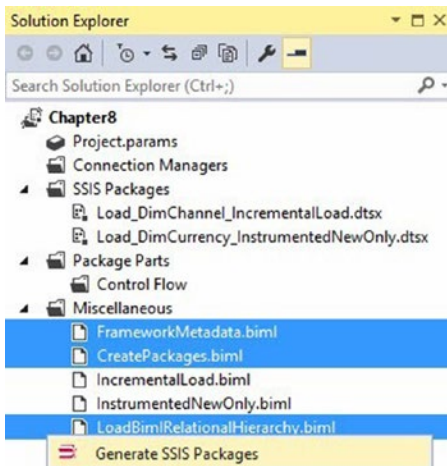 Solution Explorer
Search Solution Explorer (Ctrl+;)
Chapter8
Project.params
Connection Managers
SSIS Packages
Load_DimChannel_IncrementalLoad.dtsx
Load_DimCurrency_InstrumentedNewOnly.dtsx
Package Parts
Control Flow
Miscellaneous
FrameworkMetadata.biml
CreatePackages.biml
IncrementalLoad.biml
InstrumentedNewOnly.biml
LoadBimlRelationalHierarchy.biml
Generate SSIS Packages